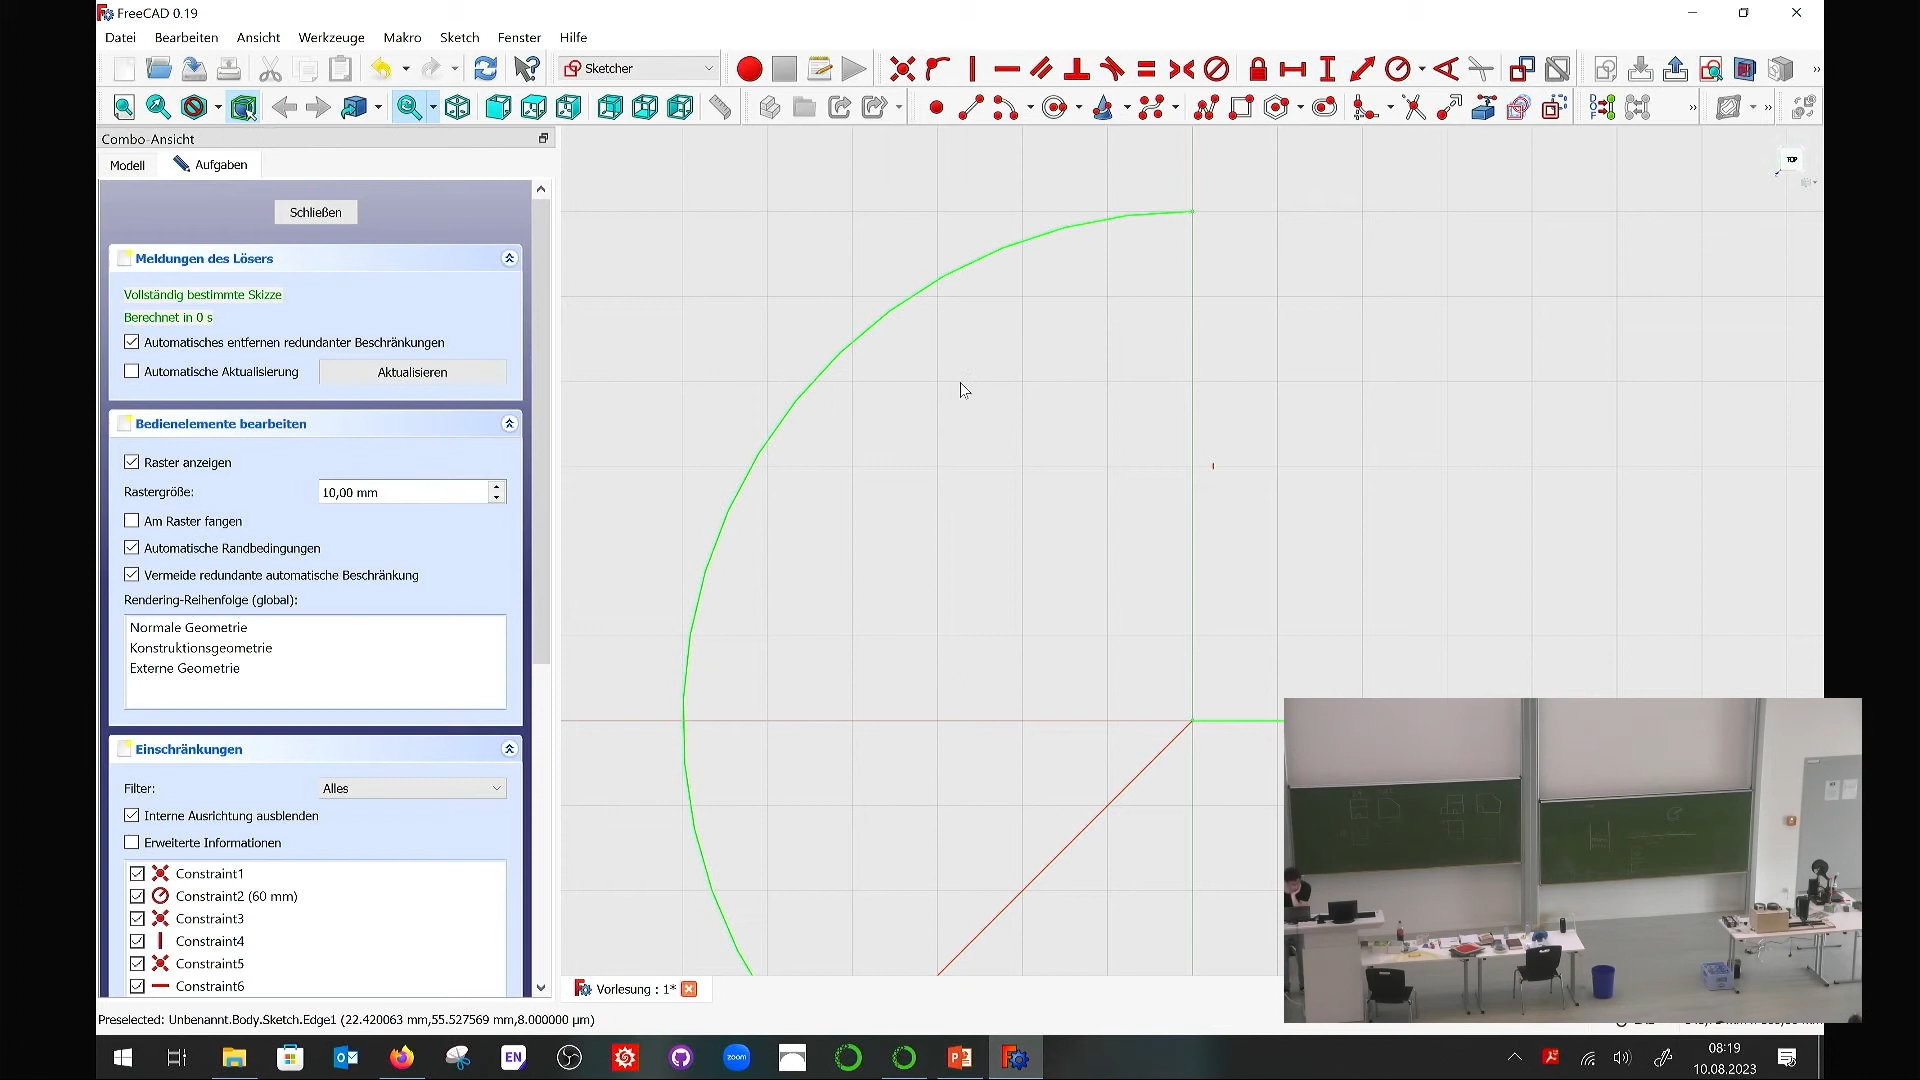 FreeCAD 0.19
Datei Bearbeiten Ansicht Werkzeuge Makro Sketch Fenster Hilfe
Sketcher
Combo-Ansicht
Modell Aufgaben
TOP
Schließen
Meldungen des Lösers
Vollständig bestimmte Skizze
Berechnet in 0 s
Automatisches entfernen redundanter Beschränkungen
Automatische Aktualisierung Aktualisieren
Bedienelemente bearbeiten
Raster anzeigen
Rastergröße: 10,00 mm
Am Raster fangen
Automatische Randbedingungen
Vermeide redundante automatische Beschränkung
Rendering-Reihenfolge (global):
Normale Geometrie
Konstruktionsgeometrie
Externe Geometrie
Einschränkungen
Filter: Alles
Interne Ausrichtung ausblenden
Erweiterte Informationen
Constraint1
Constraint2 (60 mm)
Constraint3
Constraint4
Constraint5
Constraint6
Vorlesung : 1*
Preselected: Unbenannt.Body.Sketch.Edge1 (22.420063 mm,55.527569 mm,8.000000 µm)
EN
zoom
08:19
10.08.2023